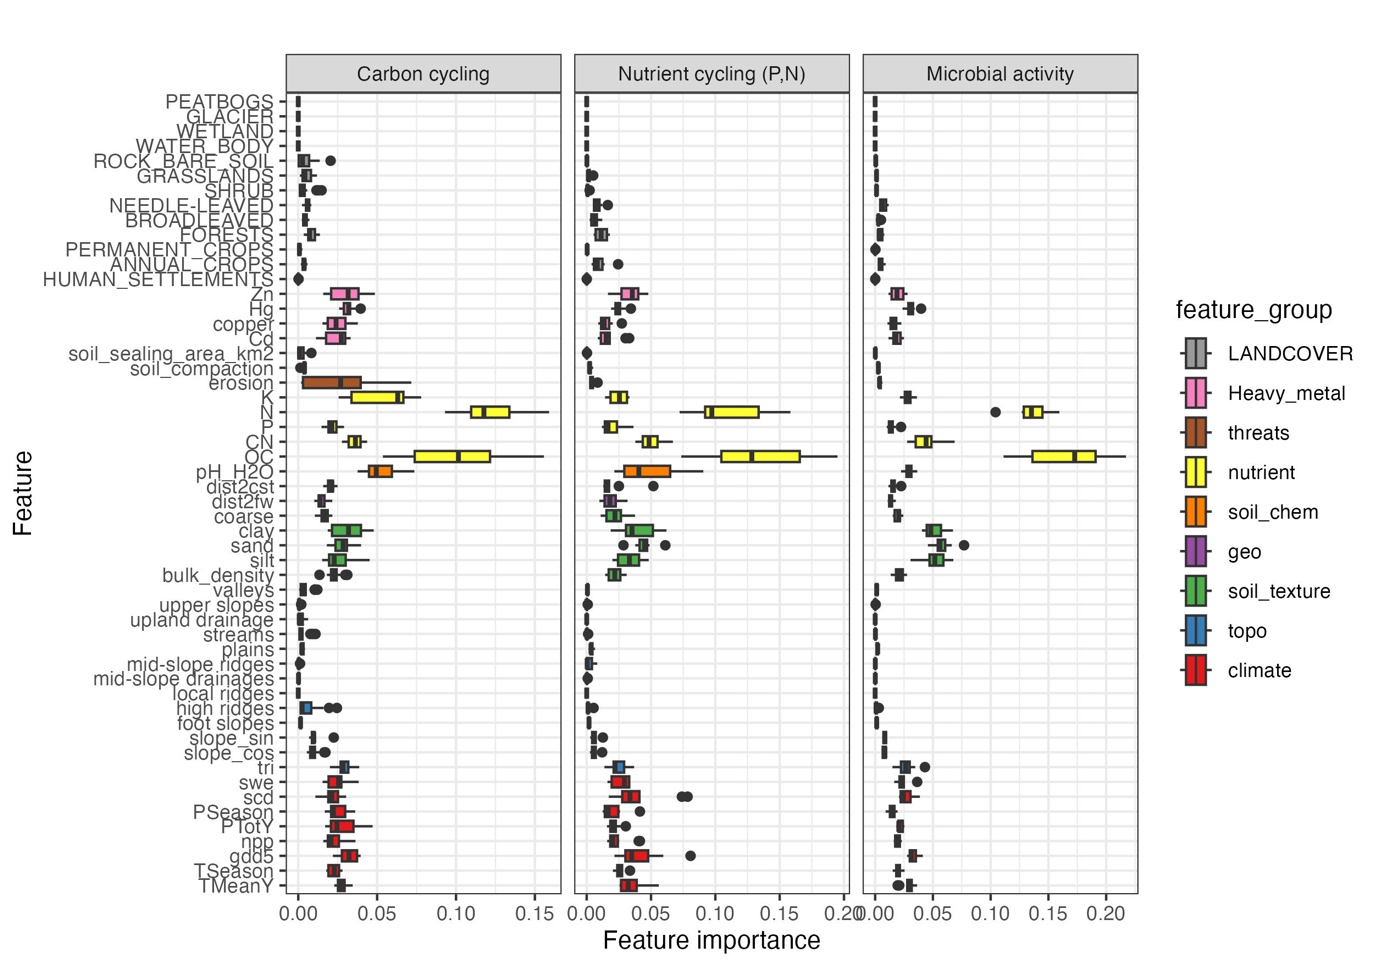 Carbon cycling
Nutrient cycling (P,N)
Microbial activity
PEATBOGS
GLACIER
WETLAND
WATER_BODY
ROCK_BARE_SOIL
GRASSLANDS
SHRUB
NEEDLE-LEAVED
BROADLEAVED
FORESTS
PERMANENT_CROPS
ANNUAL_CROPS
HUMAN_SETTLEMENTS
Zn
Hg
copper
Cd
soil_sealing_area_km2
soil_compaction
erosion
K
N
P
CN
OC
pH_H2O
dist2cst
dist2fw
coarse
clay
sand
silt
bulk_density
valleys
upper slopes
upland drainage
streams
plains
mid-slope ridges
mid-slope drainages
local ridges
high ridges
foot slopes
slope_sin
slope_cos
tri
swe
scd
PSeason
PTotY
npp
gdd5
TSeason
TMeanY
Feature
0.00 0.05 0.10 0.15
0.00 0.05 0.10 0.15 0.20
0.00 0.05 0.10 0.15 0.20
Feature importance
feature_group
LANDCOVER
Heavy_metal
threats
nutrient
soil_chem
geo
soil_texture
topo
climate